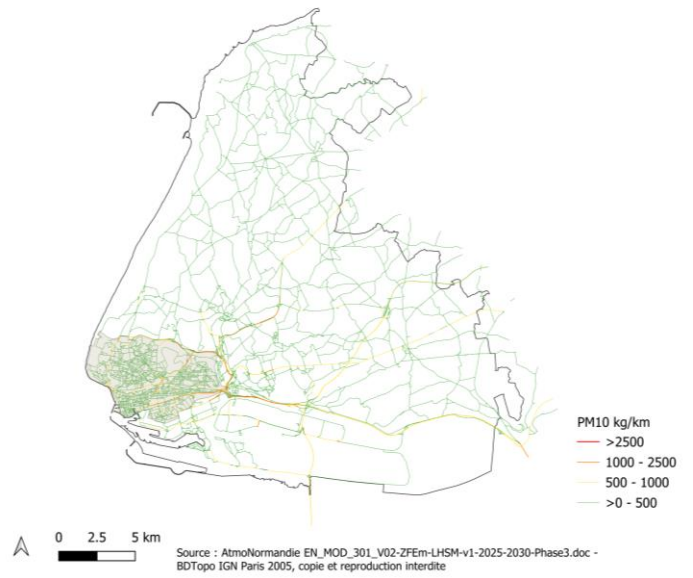 PM10 kg/km
>2500
1000 - 2500
500 - 1000
>0 - 500
0 2.5 5 km
Source : AtmoNormandie EN_MOD_301_V02-ZFEm-LHSM-v1-2025-2030-Phase3.doc -
BDTopo IGN Paris 2005, copie et reproduction interdite